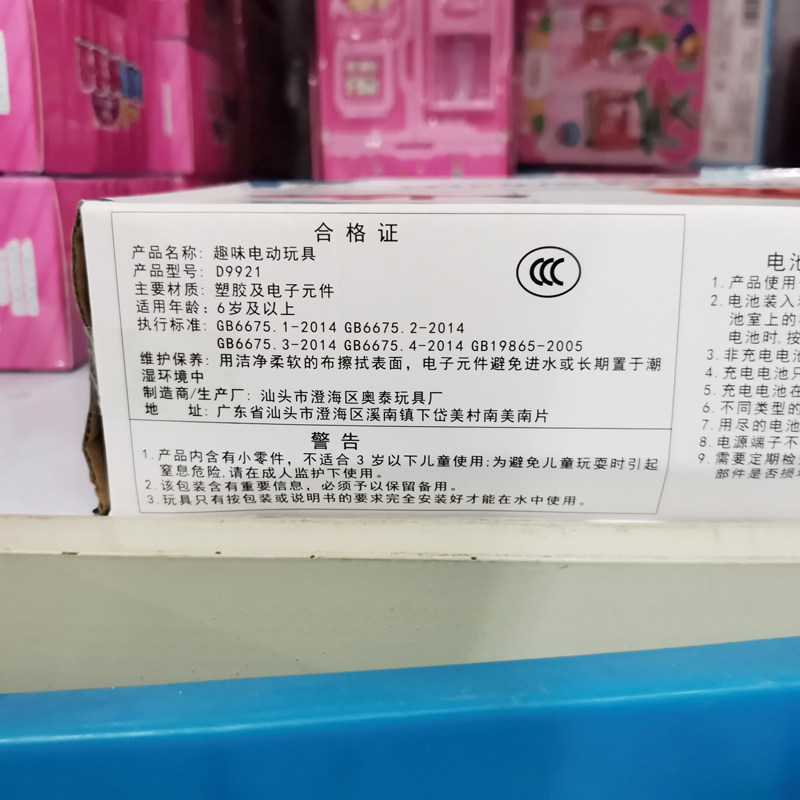 合格证
产品名称: 趣味电动玩具
产品型号: D9921
主要材质: 塑胶及电子元件
适用年龄: 6岁及以上
执行标准: GB6675.1-2014 GB6675.2-2014
GB6675.3-2014 GB6675.4-2014 GB19865-2005
维护保养: 用洁净柔软的布擦拭表面，电子元件避免进水或长期置于潮
湿环境中
制造商/生产厂: 汕头市澄海区奥泰玩具厂
地 址: 广东省汕头市澄海区溪南镇下岱美村南美南片
CCC
警告
1.产品内含有小零件，不适合3岁以下儿童使用;为避免儿童玩耍时引起
窒息危险,请在成人监护下使用。
2.该包装含有重要信息，必须予以保留备用。
3.玩具只有按包装或说明书的要求完全安装好才能在水中使用。
电池
1.产品使用
2.电池装入
池室上的
电池时,按
3.非充电电池
4.充电电池只
5.充电电池在
6.不同类型的
7.用尽的电池
8.电源端子不
9.需要定期检
部件是否损